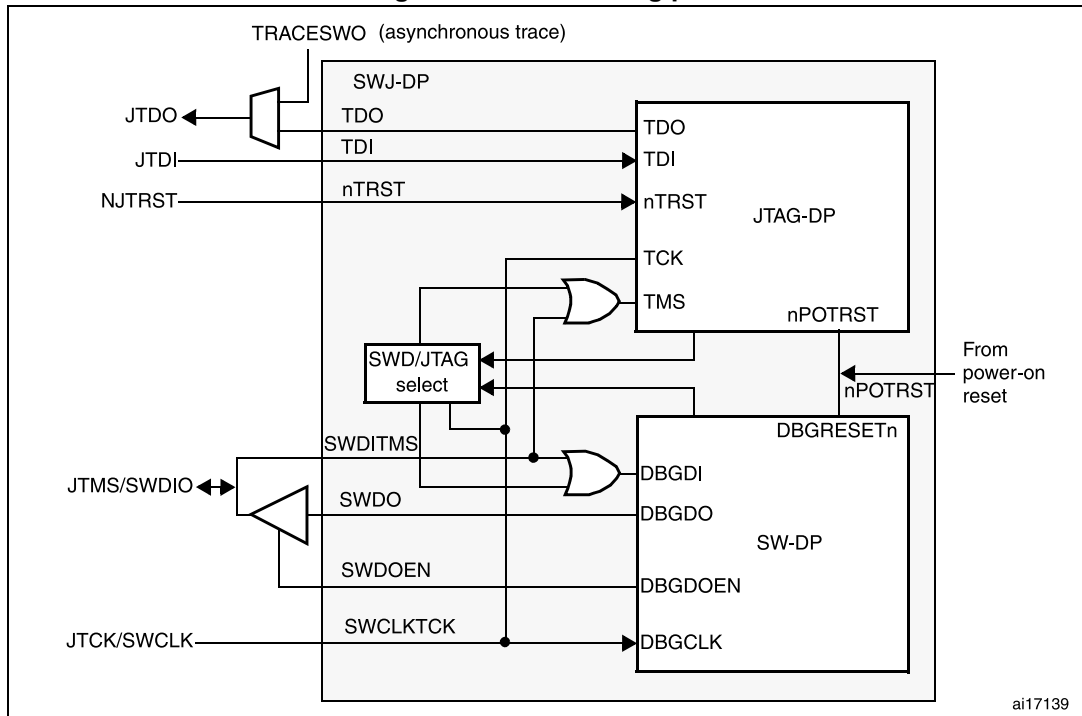 TRACESWO (asynchronous trace)
SWJ-DP
JTDO
TDO
TDO
JTDI
TDI
TDI
NJTRST
nTRST
nTRST
JTAG-DP
TCK
TMS
nPOTRST
SWD/JTAG
select
From
power-on
reset
nPOTRST
DBGRESETn
SWDITMS
JTMS/SWDIO
DBGDI
SWDO
DBGDO
SW-DP
SWDOEN
DBGDOEN
JTCK/SWCLK
SWCLKTCK
DBGCLK
ai17139